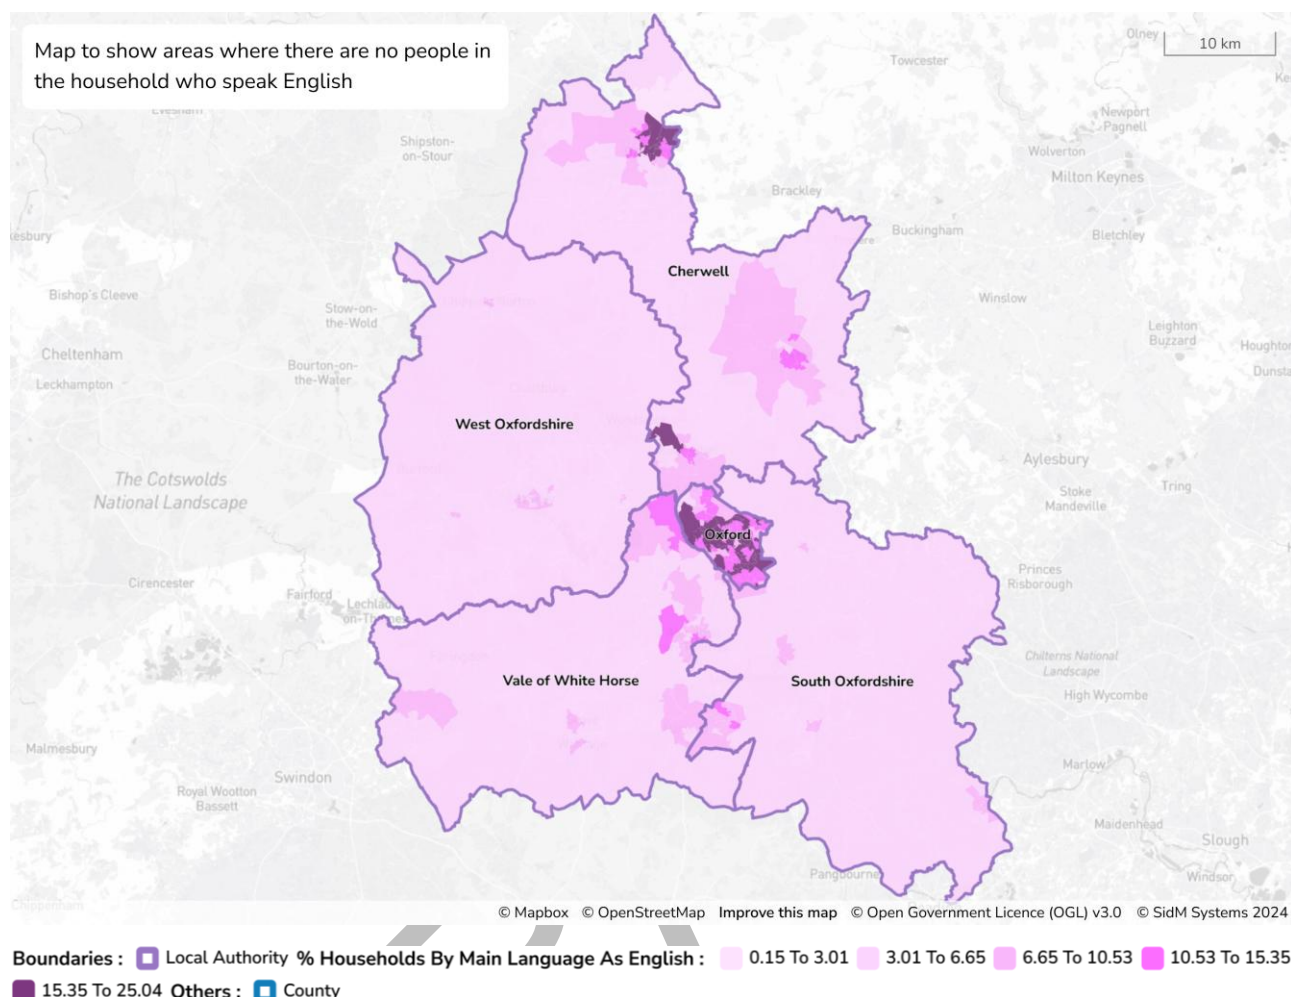 Map to show areas where there are no people in
the household who speak English
Olney
10 km
Towcester
Evesham
Newport
Pagnell
Shipston-
on-Stour
Wolverton
Milton Keynes
Brackley
Buckingham
Bletchley
Cherwell
Bishop's Cleeve
Winslow
Stow-on-
the-Wold
Leighton
Buzzard
Cheltenham
Leckhampton
Bourton-on-
the-Water
West Oxfordshire
Aylesbury
The Cotswolds
National Landscape
Stoke
Mandeville
Tring
Oxford
Princes
Risborough
Cirencester
Fairford
Chilterns National
Landscape
Vale of White Horse
South Oxfordshire
High Wycombe
Malmesbury
Swindon
Marlow
Royal Wootton
Bassett
Maidenhead
Slough
Pangbourne
Windsor
Chippenham
© Mapbox © OpenStreetMap Improve this map © Open Government Licence (OGL) v3.0 © SidM Systems 2024
Boundaries : Local Authority % Households By Main Language As English : 0.15 To 3.01 3.01 To 6.65 6.65 To 10.53 10.53 To 15.35
15.35 To 25.04 Others : County